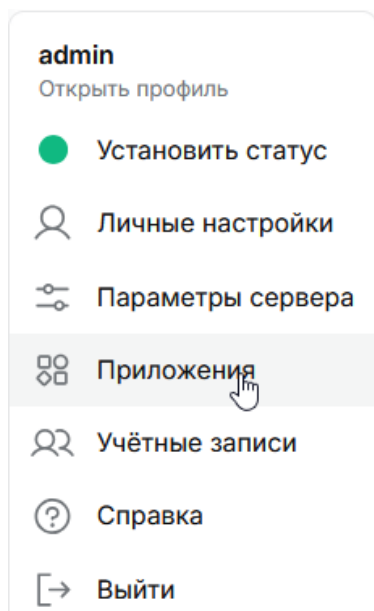 admin
Открыть профиль
Установить статус
Личные настройки
Параметры сервера
Приложения
Учётные записи
Справка
Выйти